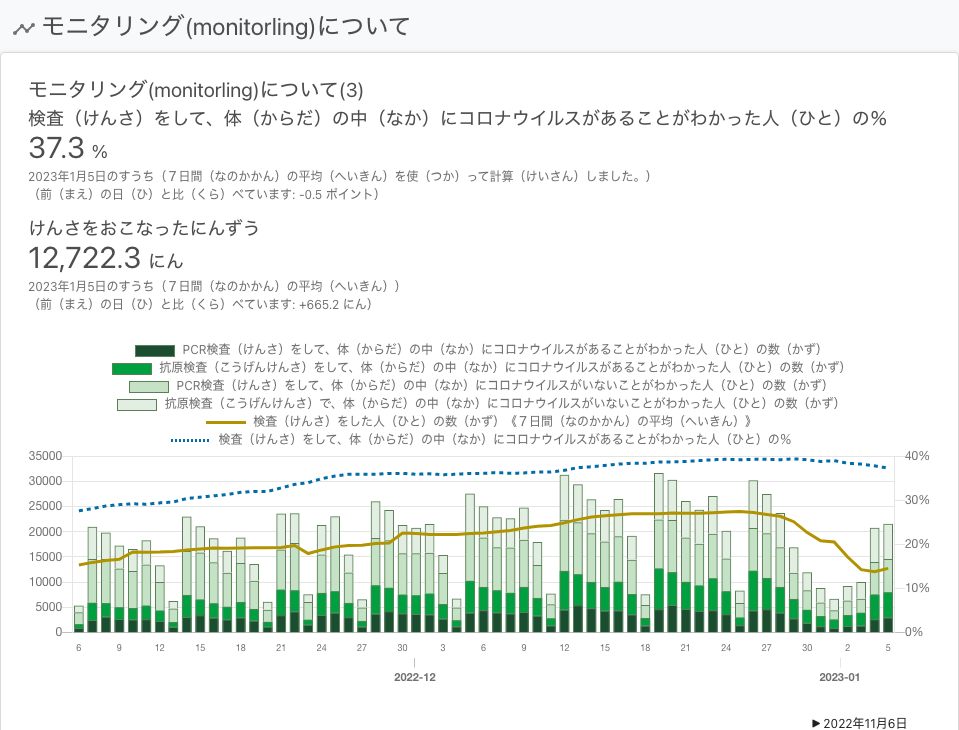 モニタリング(monitorling)について
モニタリング(monitorling)について(3)
検査（けんさ）をして、体（からだ）の中（なか）にコロナウイルスがあることがわかった人（ひと）の%
37.3 %
2023年1月5日のすうち（７日間（なのかかん）の平均（へいきん）を使（つか）って計算（けいさん）しました。）
（前（まえ）の日（ひ）と比（くら）べています: -0.5 ポイント）
けんさをおこなったにんずう
12,722.3 にん
2023年1月5日のすうち（７日間（なのかかん）の平均（へいきん））
（前（まえ）の日（ひ）と比（くら）べています: +665.2 にん）
PCR検査（けんさ）をして、体（からだ）の中（なか）にコロナウイルスがあることがわかった人（ひと）の数（かず）
抗原検査（こうげんけんさ）をして、体（からだ）の中（なか）にコロナウイルスがあることがわかった人（ひと）の数（かず）
PCR検査（けんさ）をして、体（からだ）の中（なか）にコロナウイルスがいないことがわかった人（ひと）の数（かず）
抗原検査（こうげんけんさ）で、体（からだ）の中（なか）にコロナウイルスがいないことがわかった人（ひと）の数（かず）
検査（けんさ）をした人（ひと）の数（かず）《７日間（なのかかん）の平均（へいきん）》
検査（けんさ）をして、体（からだ）の中（なか）にコロナウイルスがあることがわかった人（ひと）の%
35000 40%
30000
25000 30%
20000
15000 20%
10000 10%
5000
0 0%
6 9 12 15 18 21 24 27 30 3 6 9 12 15 18 21 24 27 30 2 5
2022-12 2023-01
▶ 2022年11月6日